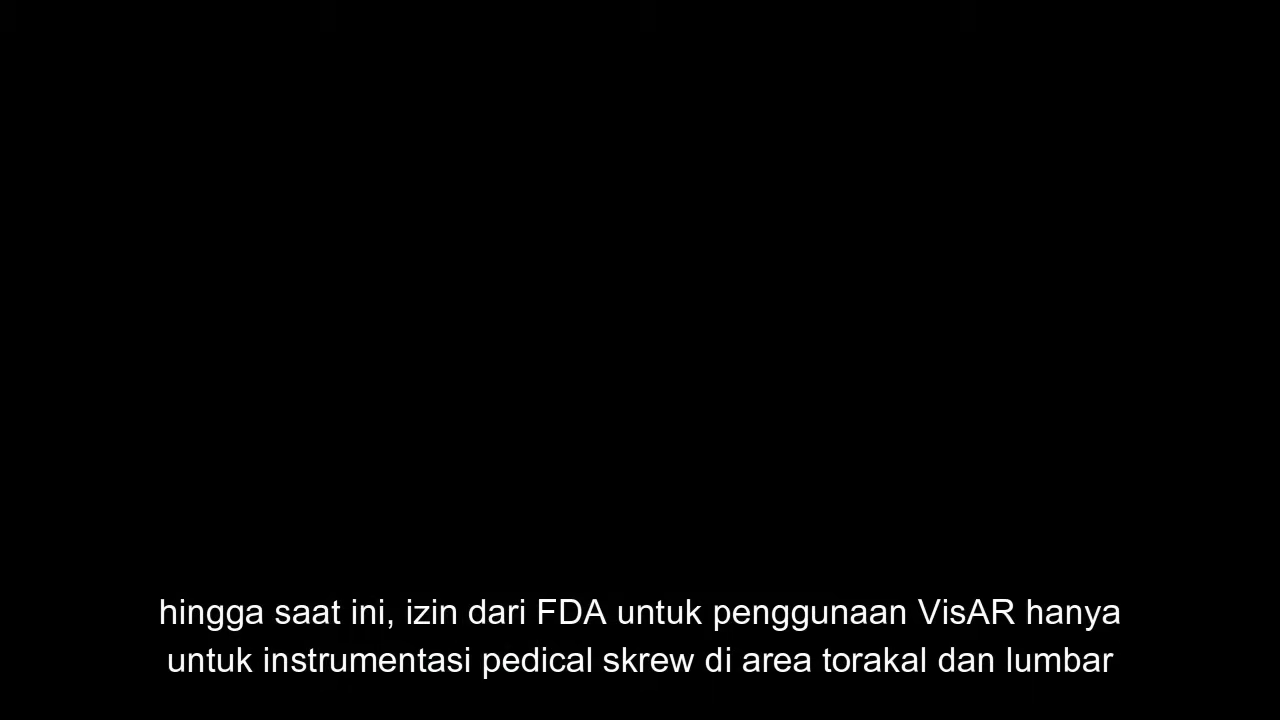 hingga saat ini, izin dari FDA untuk penggunaan VisAR hanya
untuk instrumentasi pedical skrew di area torakal dan lumbar